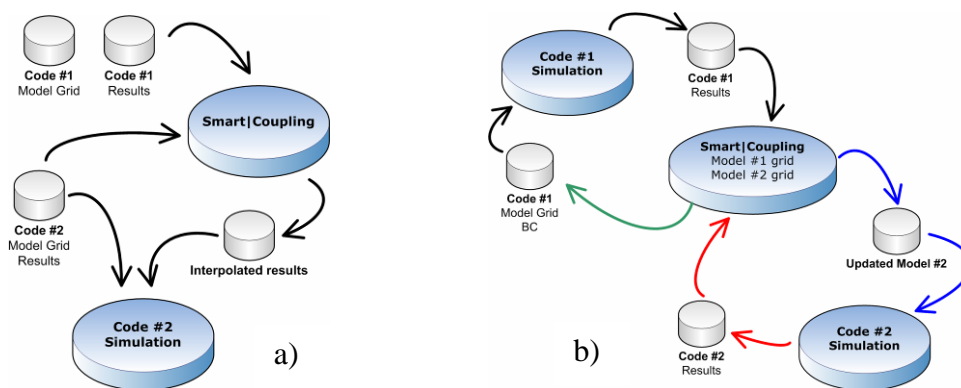 Code #1
Model Grid
Code #1
Results
Smart|Coupling
Code #2
Model Grid
Results
Interpolated results
Code #2
Simulation
a)
Code #1
Simulation
Code #1
Results
Smart|Coupling
Model #1 grid
Model #2 grid
Code #1
Model Grid
BC
Updated Model #2
Code #2
Results
Code #2
Simulation
b)